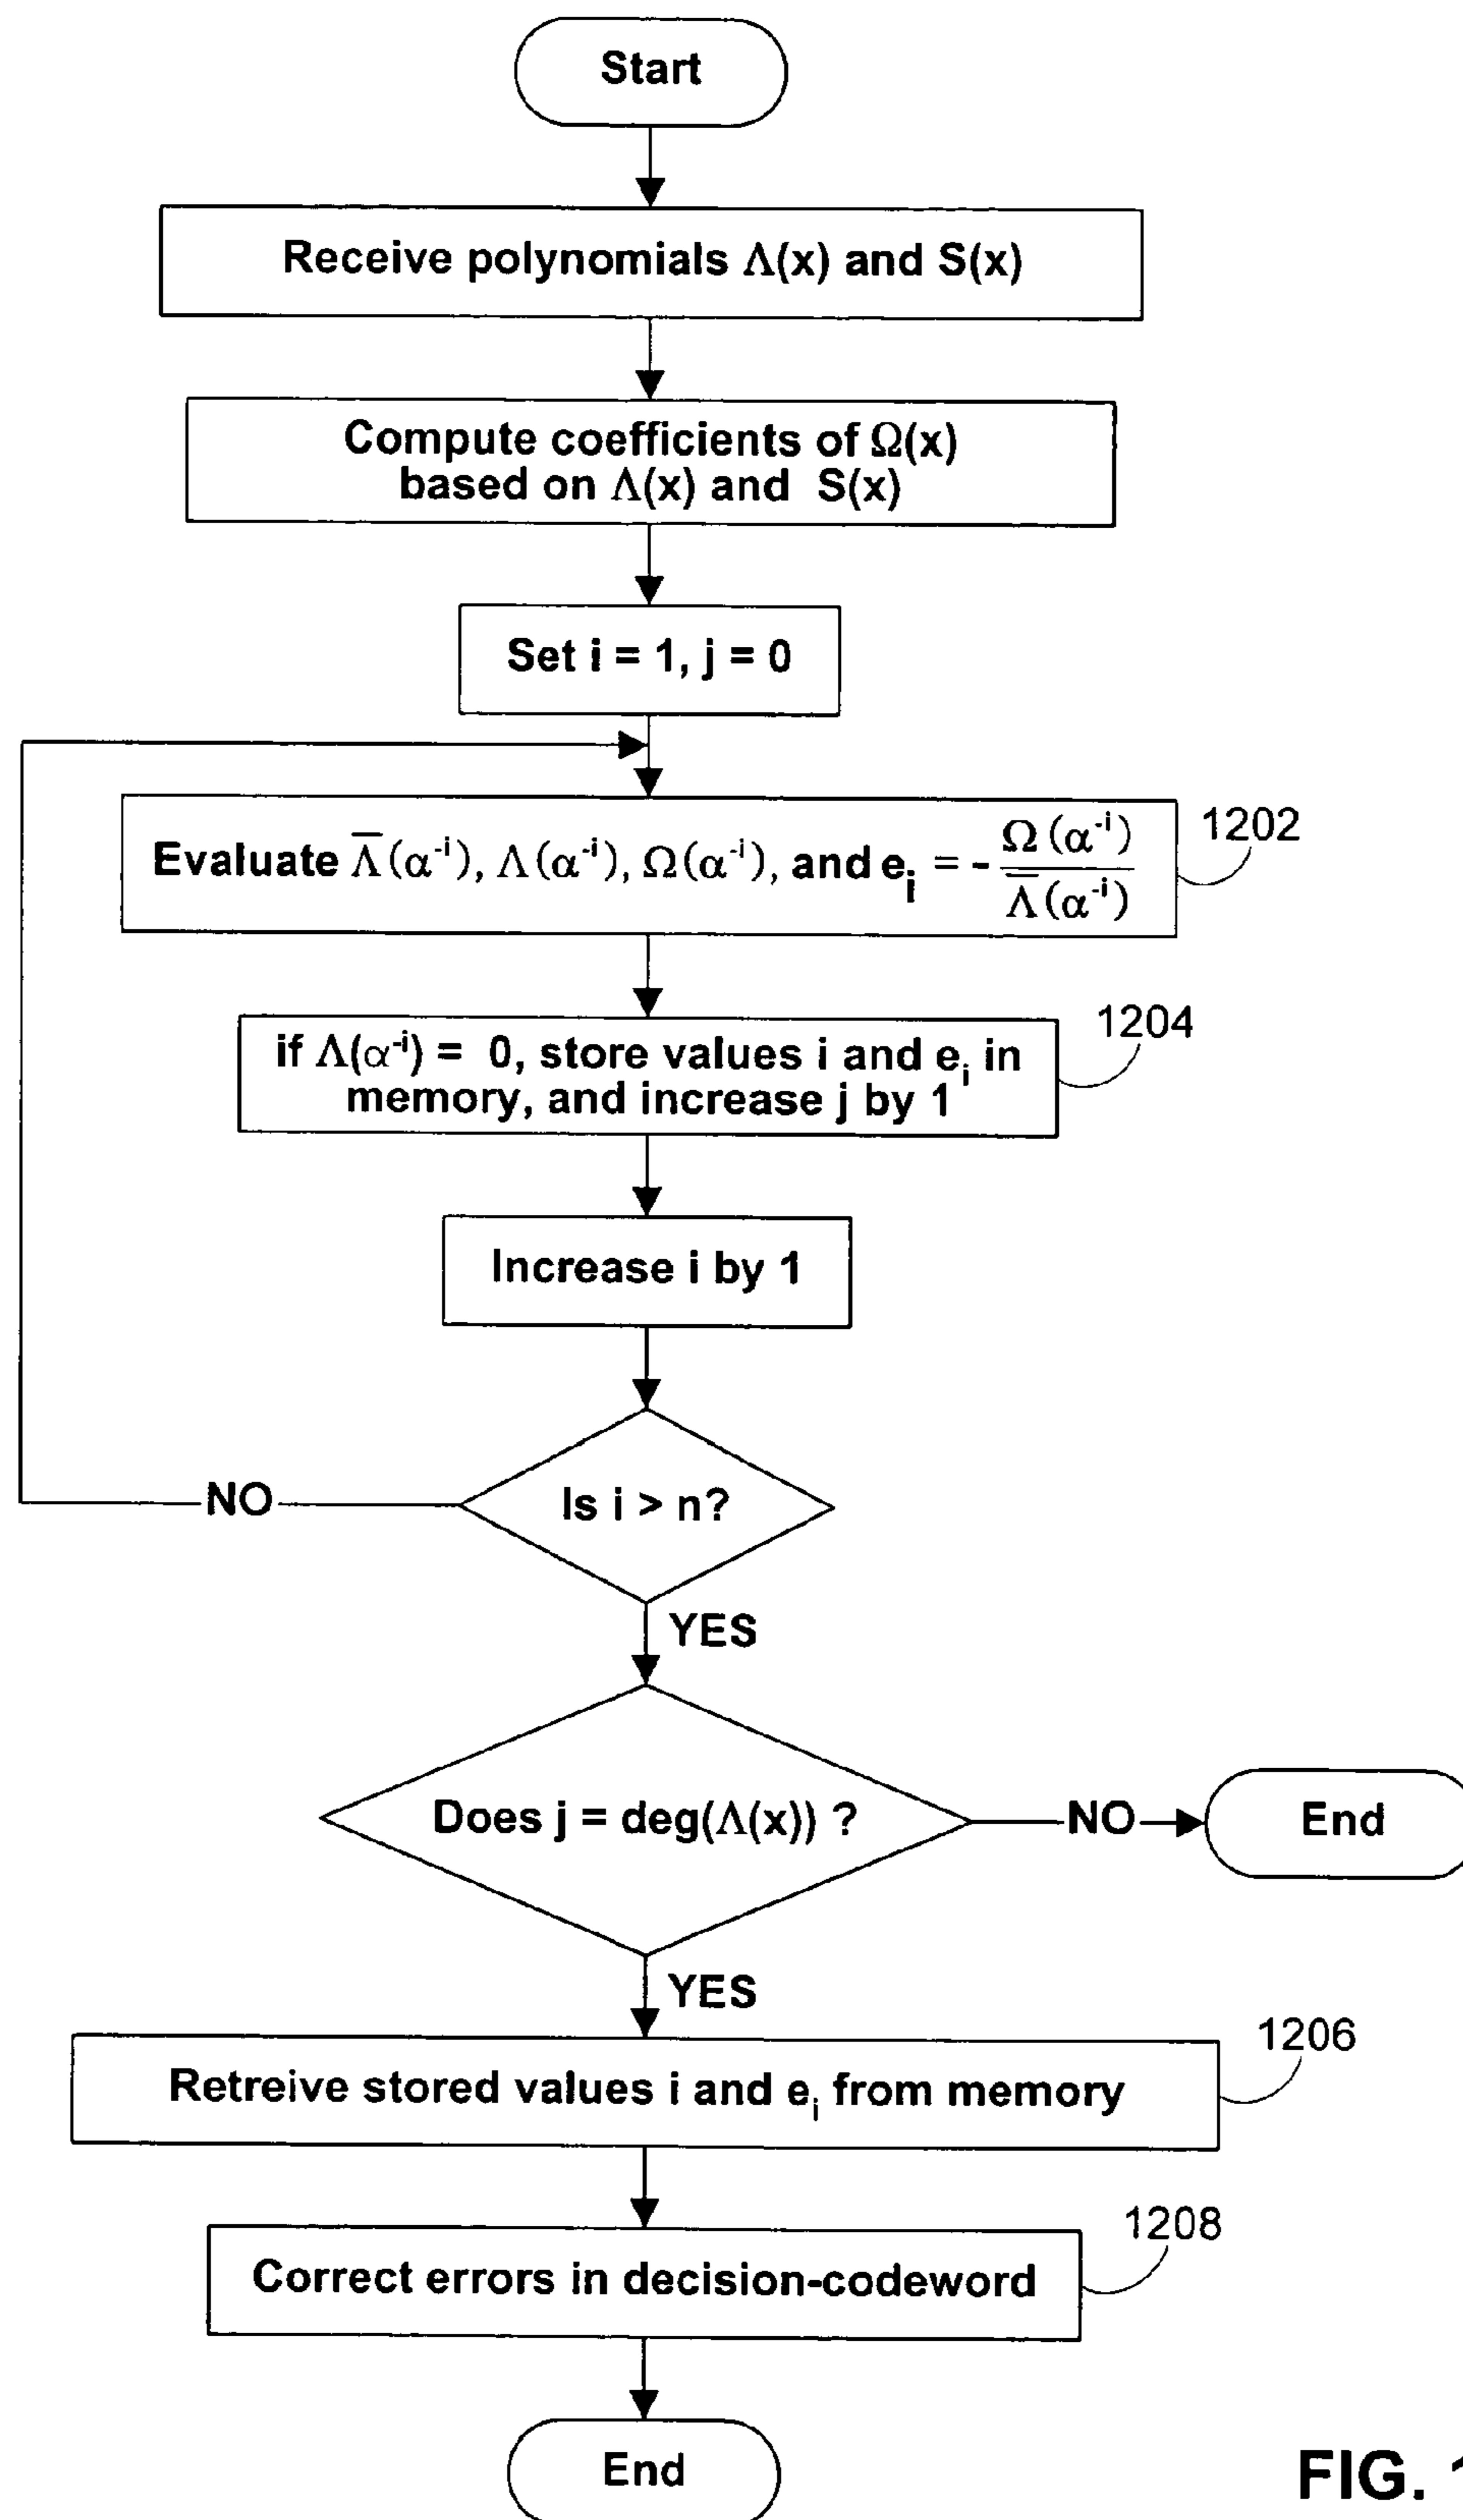 Start
Receive polynomials Λ(x) and S(x)
Compute coefficients of Ω(x)
based on Λ(x) and S(x)
Set i = 1, j = 0
Evaluate Λ̅(α⁻ⁱ), Λ(α⁻ⁱ), Ω(α⁻ⁱ), and eᵢ = - Ω(α⁻ⁱ) / Λ̅(α⁻ⁱ)
1202
if Λ(α⁻ⁱ) = 0, store values i and eᵢ in
memory, and increase j by 1
1204
Increase i by 1
Is i > n?
NO
YES
Does j = deg(Λ(x)) ?
NO
End
YES
Retreive stored values i and eᵢ from memory
1206
Correct errors in decision-codeword
1208
End
FIG.